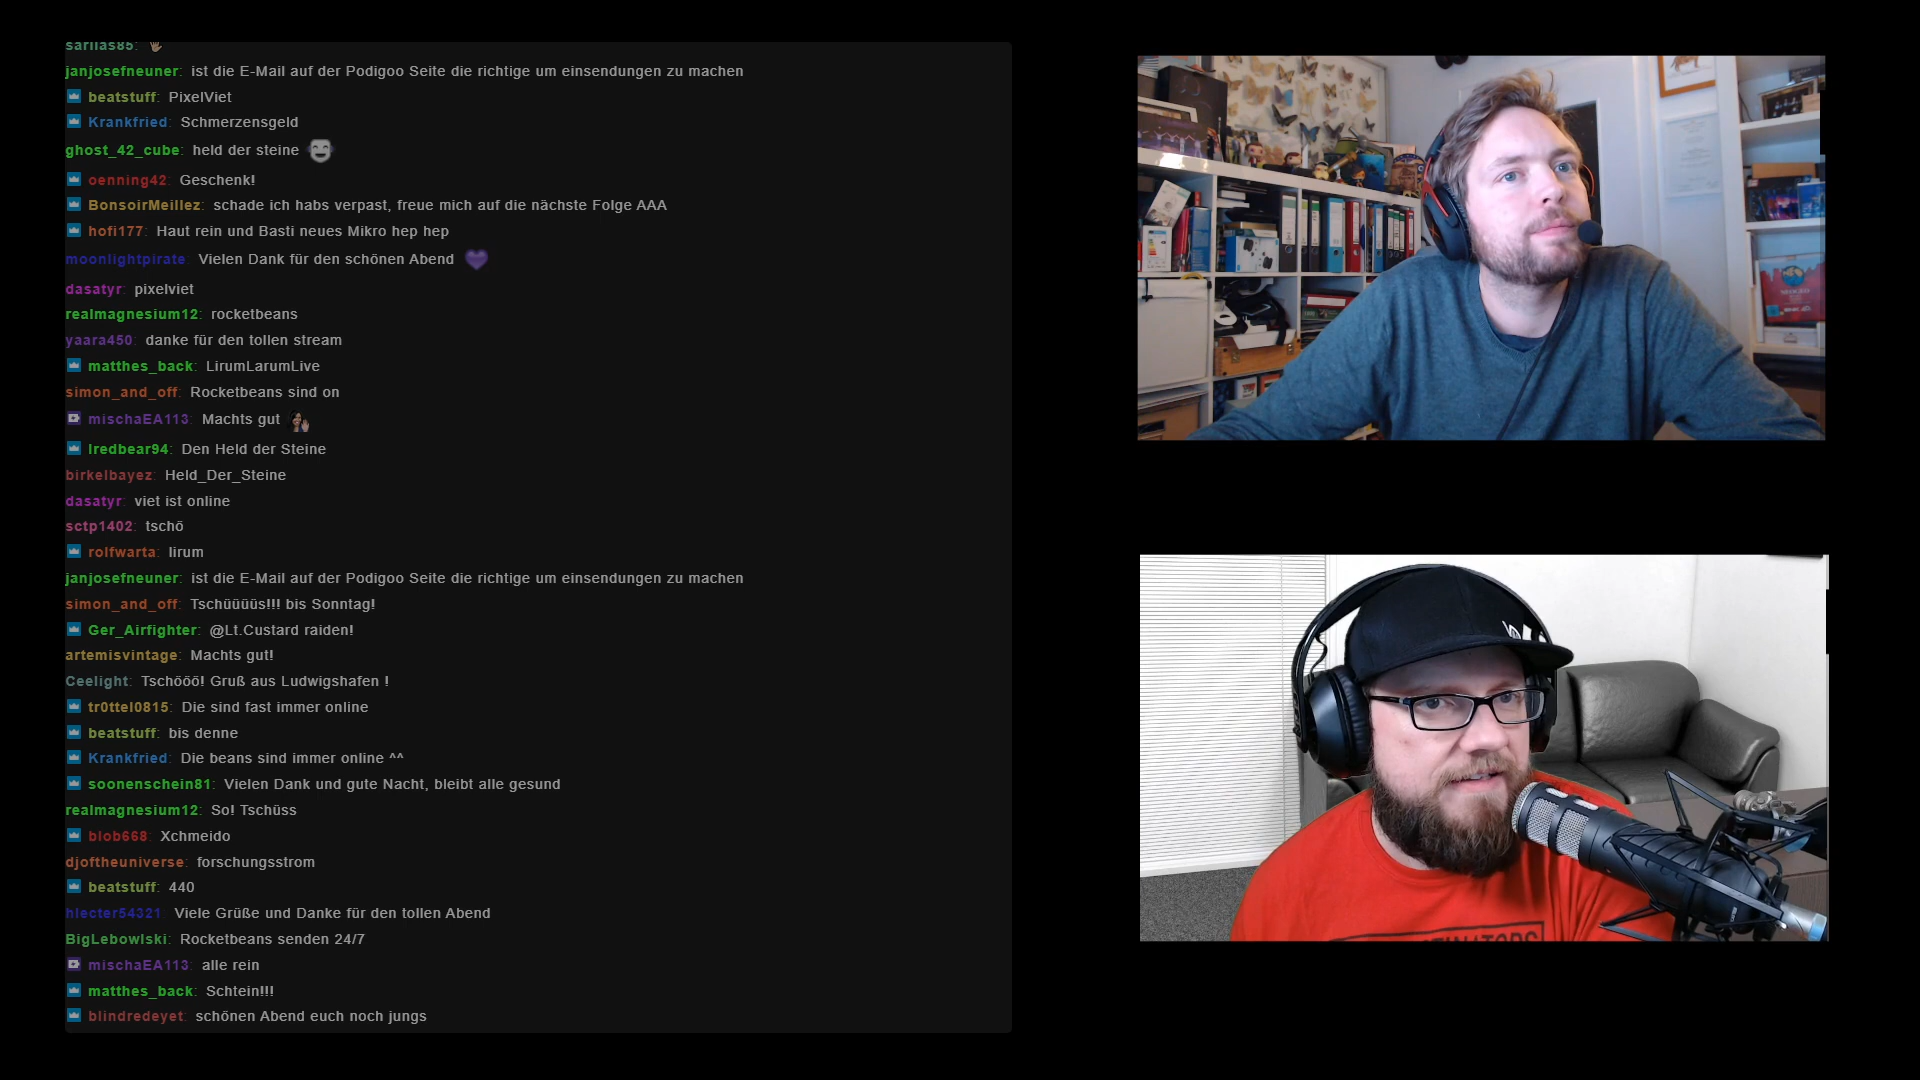 sarilas85:
janjosefneuner: ist die E-Mail auf der Podigoo Seite die richtige um einsendungen zu machen
beatstuff: PixelViet
Krankfried: Schmerzensgeld
ghost_42_cube: held der steine
oenning42: Geschenk!
BonsoirMeillez: schade ich habs verpast, freue mich auf die nächste Folge AAA
hofi177: Haut rein und Basti neues Mikro hep hep
moonlightpirate: Vielen Dank für den schönen Abend
dasatyr: pixelviet
realmagnesium12: rocketbeans
yaara450: danke für den tollen stream
matthes_back: LirumLarumLive
simon_and_off: Rocketbeans sind on
mischaEA113: Machts gut
lredbear94: Den Held der Steine
birkelbayez: Held_Der_Steine
dasatyr: viet ist online
sctp1402: tschö
rolfwarta: lirum
janjosefneuner: ist die E-Mail auf der Podigoo Seite die richtige um einsendungen zu machen
simon_and_off: Tschüüüüs!!! bis Sonntag!
Ger_Airfighter: @Lt.Custard raiden!
artemisvintage: Machts gut!
Ceelight: Tschööö! Gruß aus Ludwigshafen !
tr0ttel0815: Die sind fast immer online
beatstuff: bis denne
Krankfried: Die beans sind immer online ^^
soonenschein81: Vielen Dank und gute Nacht, bleibt alle gesund
realmagnesium12: So! Tschüss
blob668: Xchmeido
djoftheuniverse: forschungsstrom
beatstuff: 440
hlecter54321: Viele Grüße und Danke für den tollen Abend
BigLebowlski: Rocketbeans senden 24/7
mischaEA113: alle rein
matthes_back: Schtein!!!
blindredeyet: schönen Abend euch noch jungs